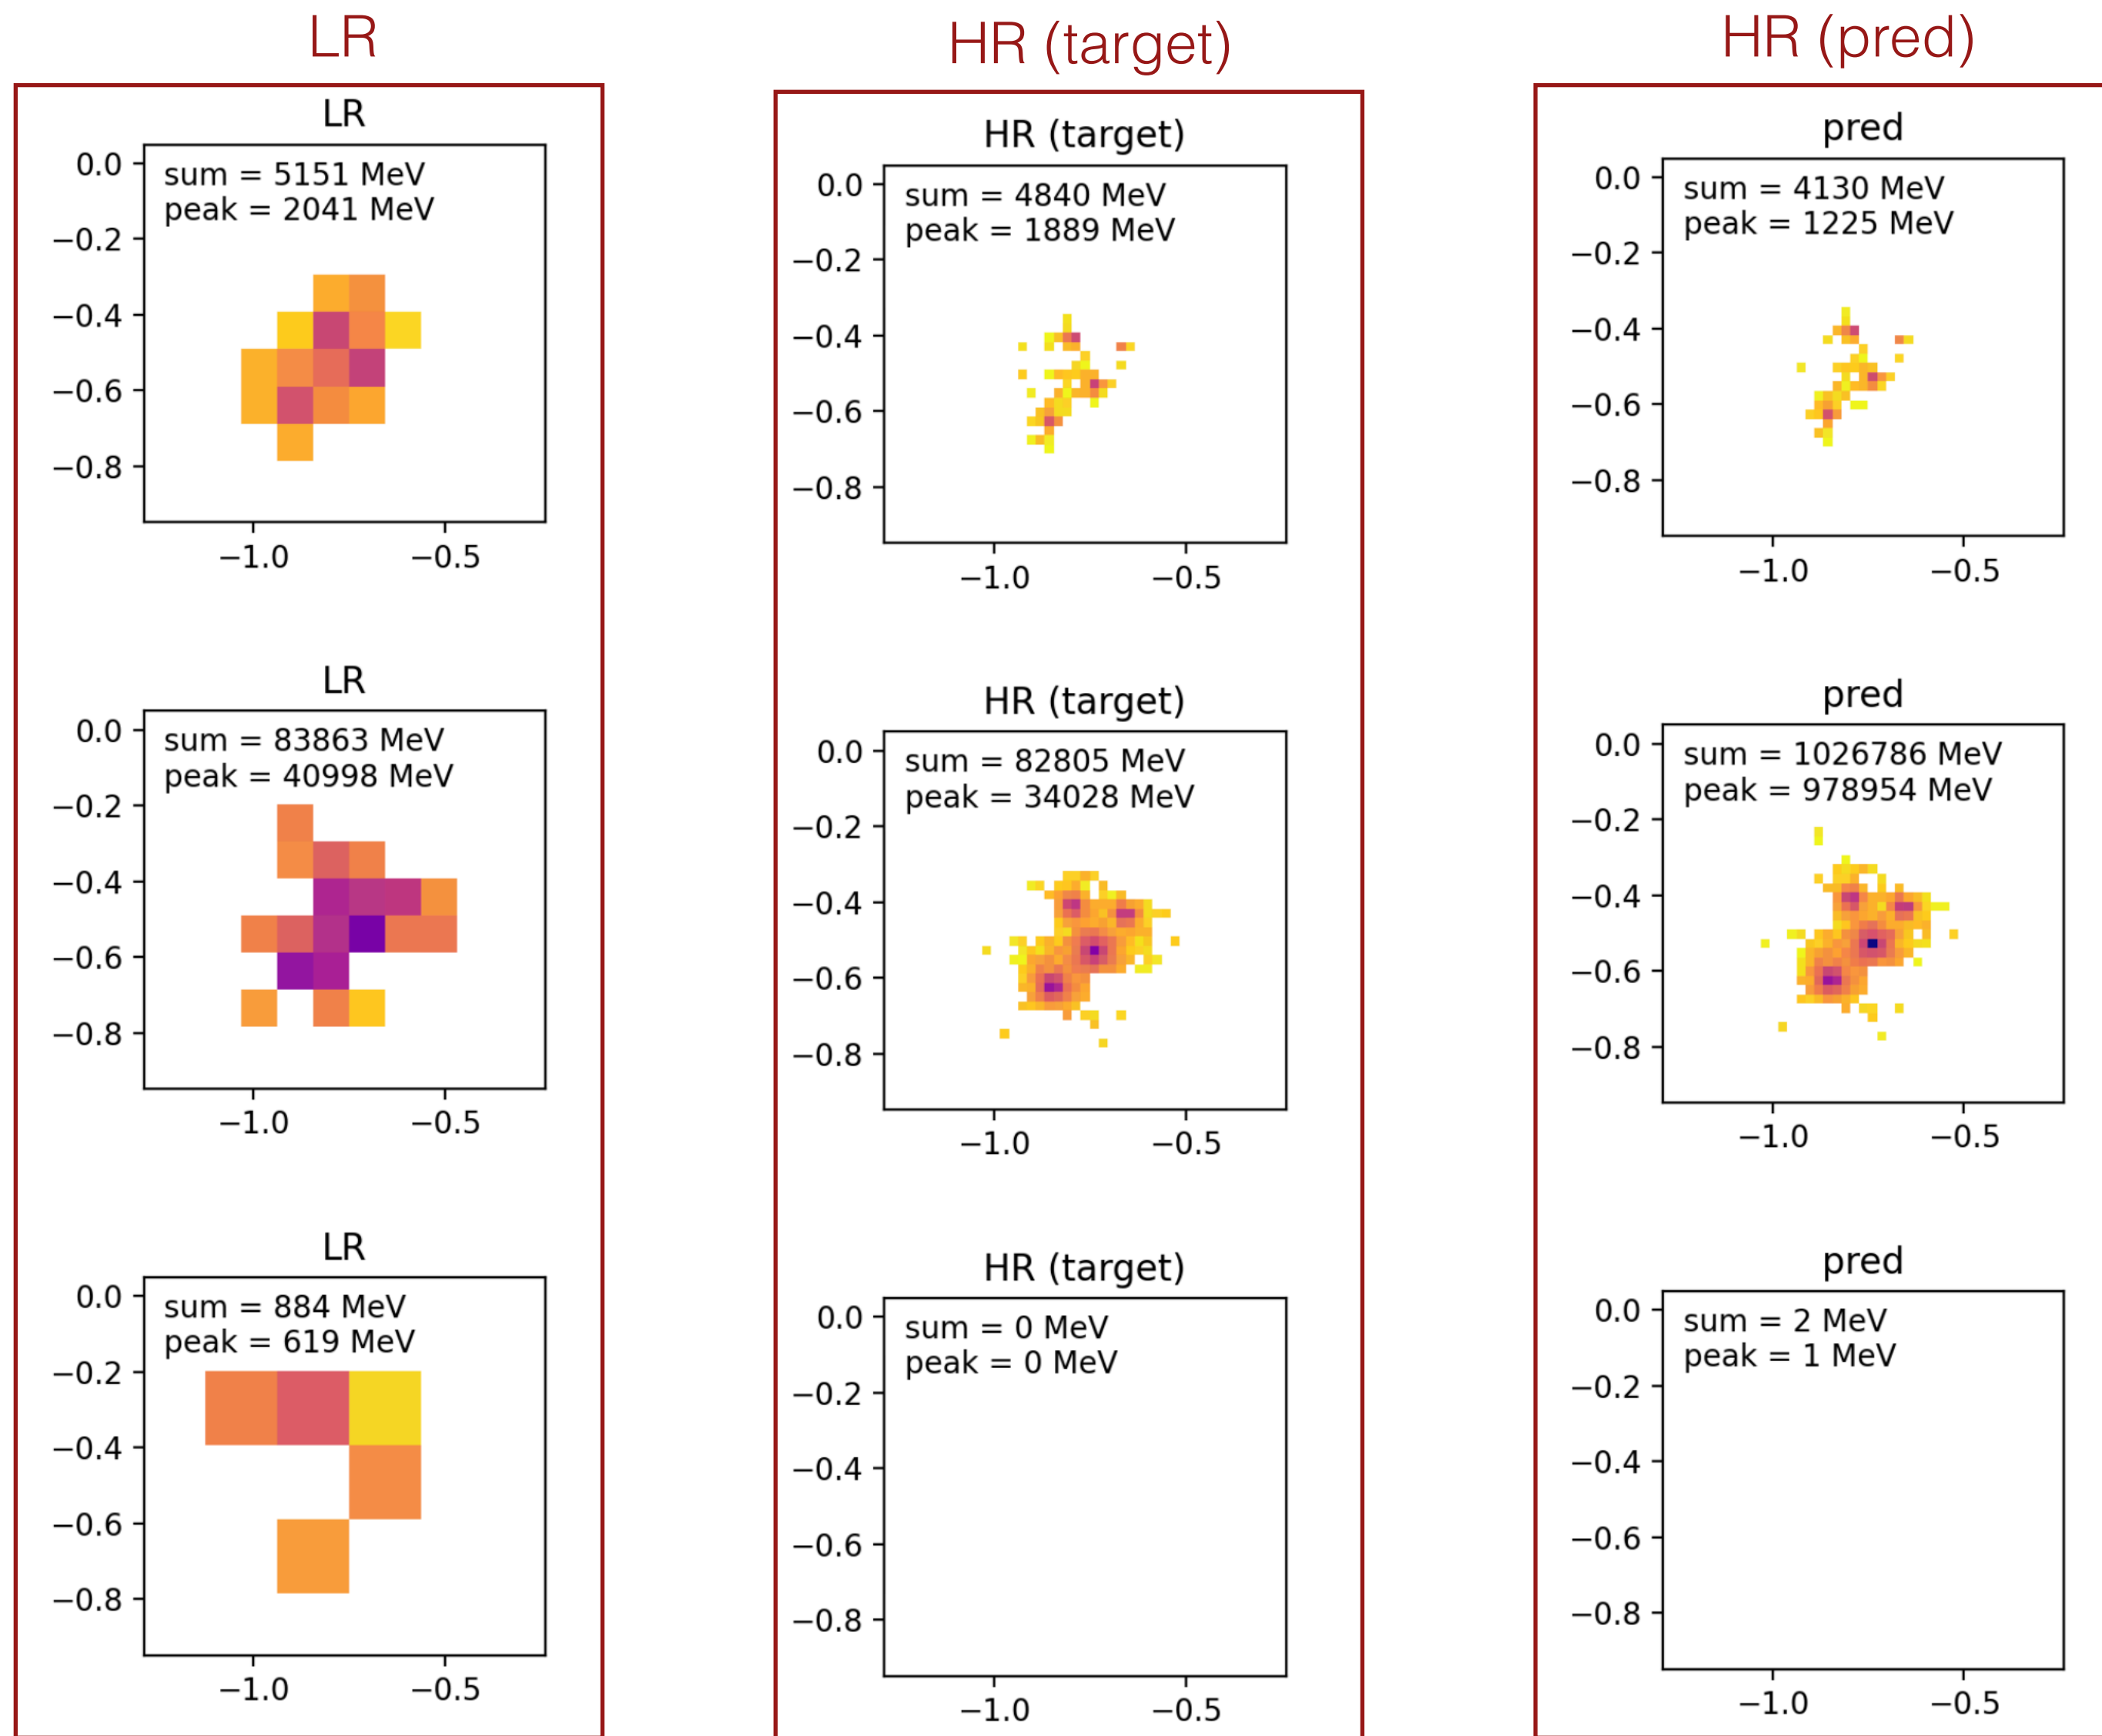 LR
HR (target)
HR (pred)
LR
sum = 5151 MeV
peak = 2041 MeV
0.0
−0.2
−0.4
−0.6
−0.8
−1.0 −0.5
HR (target)
sum = 4840 MeV
peak = 1889 MeV
0.0
−0.2
−0.4
−0.6
−0.8
−1.0 −0.5
pred
sum = 4130 MeV
peak = 1225 MeV
0.0
−0.2
−0.4
−0.6
−0.8
−1.0 −0.5
LR
sum = 83863 MeV
peak = 40998 MeV
0.0
−0.2
−0.4
−0.6
−0.8
−1.0 −0.5
HR (target)
sum = 82805 MeV
peak = 34028 MeV
0.0
−0.2
−0.4
−0.6
−0.8
−1.0 −0.5
pred
sum = 1026786 MeV
peak = 978954 MeV
0.0
−0.2
−0.4
−0.6
−0.8
−1.0 −0.5
LR
sum = 884 MeV
peak = 619 MeV
0.0
−0.2
−0.4
−0.6
−0.8
−1.0 −0.5
HR (target)
sum = 0 MeV
peak = 0 MeV
0.0
−0.2
−0.4
−0.6
−0.8
−1.0 −0.5
pred
sum = 2 MeV
peak = 1 MeV
0.0
−0.2
−0.4
−0.6
−0.8
−1.0 −0.5